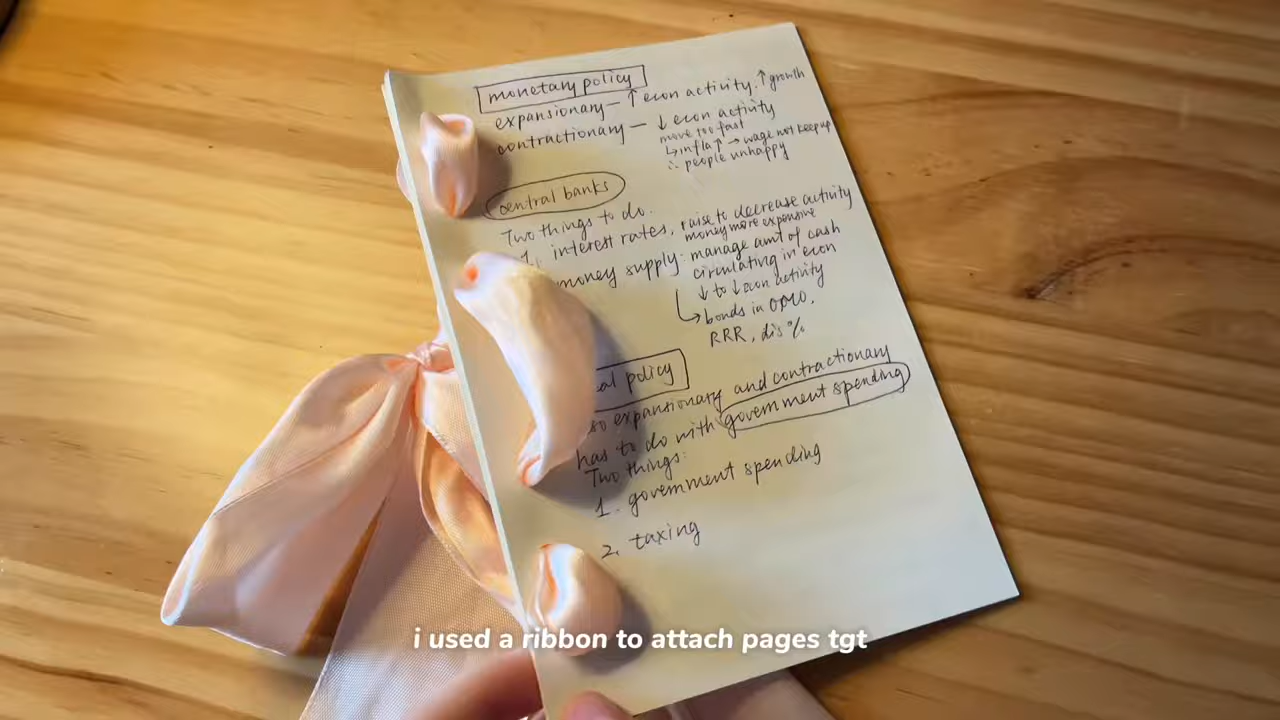 monetary policy
expansionary — ↑ econ activity, ↑ growth
contractionary — ↓ econ activity
move too fast
↳ infla ↑ → wage not keep up
∴ people unhappy
central banks
Two things to do.
1. interest rates, raise to decrease activity
money more expensive
money supply: manage amt of cash
circulating in econ
↓ to ↓ econ activity
↳ bonds in OMO,
RRR, dis %
cal policy
so expansionary and contractionary
has to do with government spending
Two things:
1. government spending
2. taxing
i used a ribbon to attach pages tgt